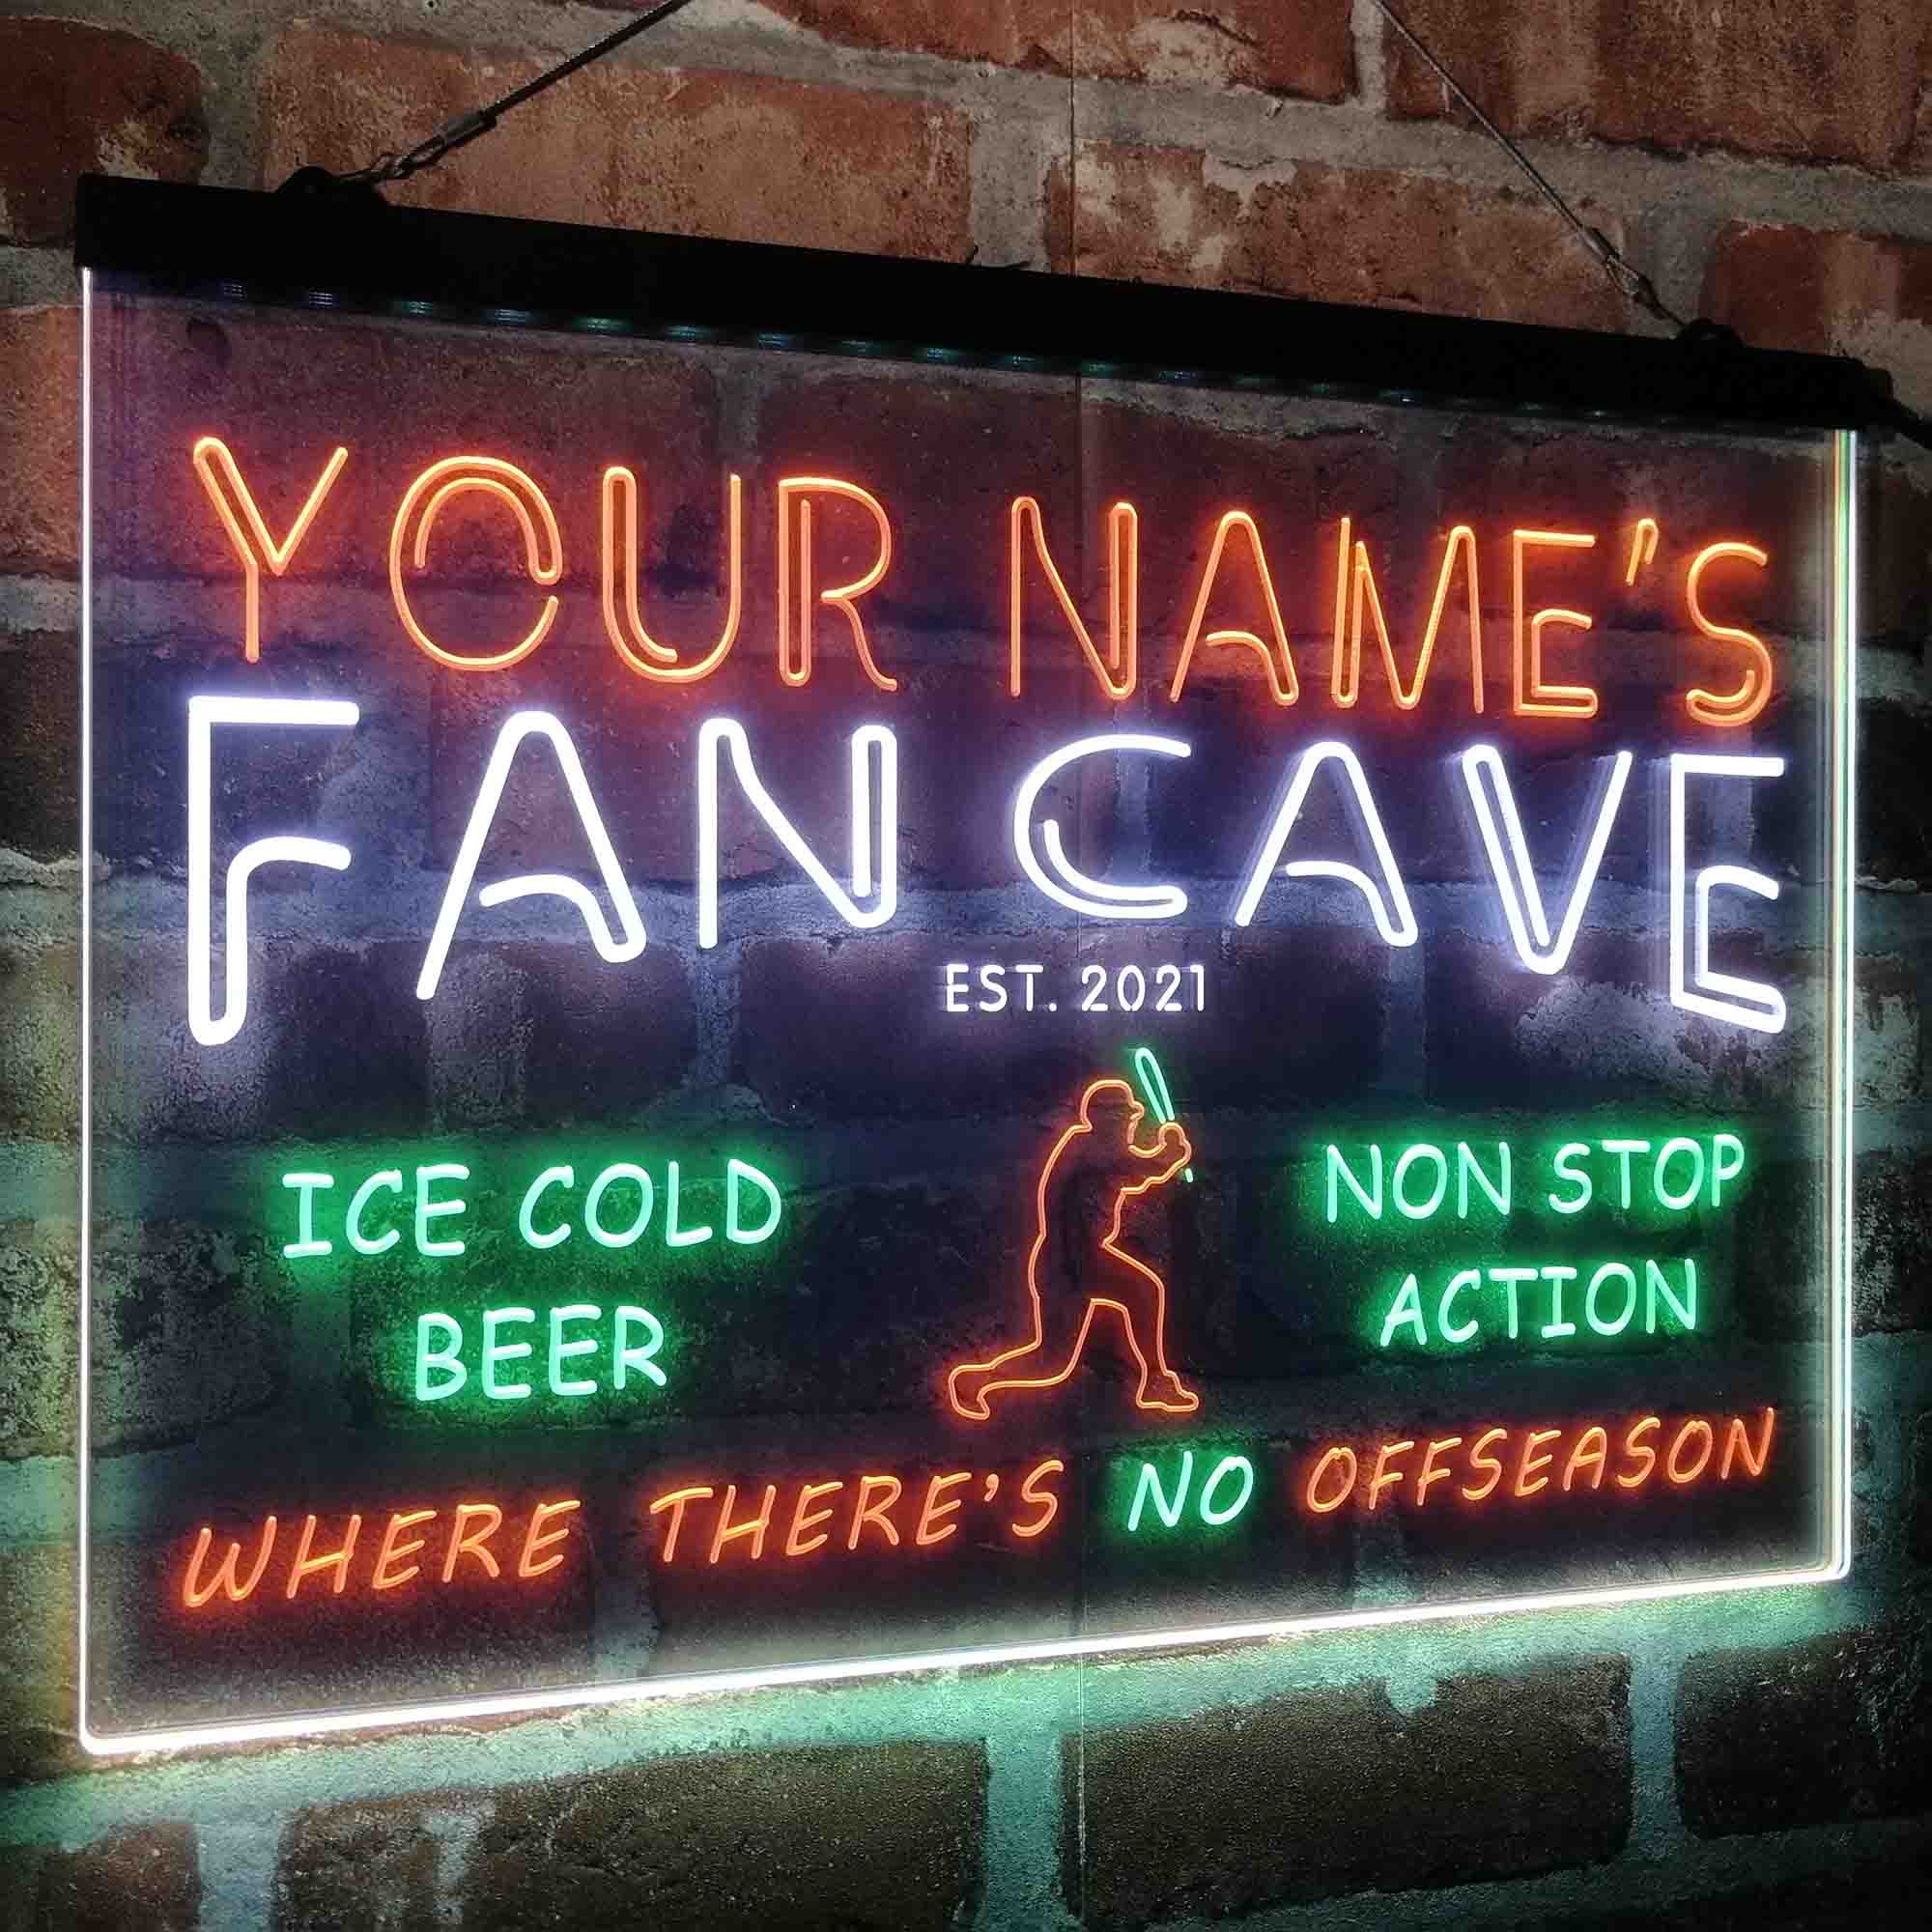 YOUR NAME'S
FAN CAVE
EST. 2021
ICE COLD
BEER
NON STOP
ACTION
WHERE THERE'S NO OFFSEASON